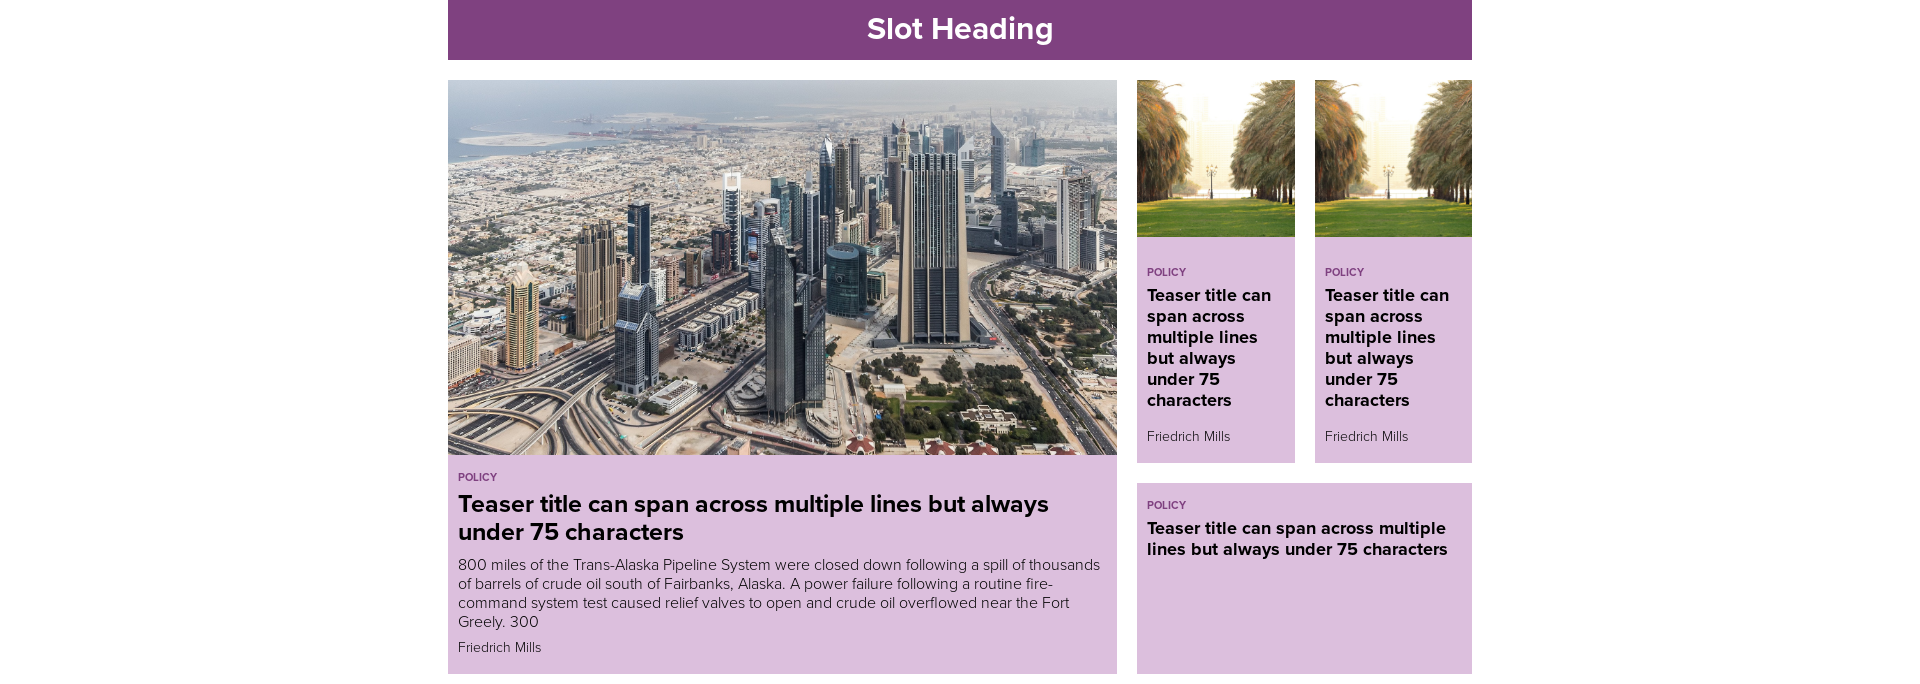 Slot Heading
POLICY
Teaser title can span across multiple lines but always
under 75 characters
800 miles of the Trans-Alaska Pipeline System were closed down following a spill of thousands
of barrels of crude oil south of Fairbanks, Alaska. A power failure following a routine fire-
command system test caused relief valves to open and crude oil overflowed near the Fort
Greely. 300
Friedrich Mills
POLICY
Teaser title can
span across
multiple lines
but always
under 75
characters
Friedrich Mills
POLICY
Teaser title can
span across
multiple lines
but always
under 75
characters
Friedrich Mills
POLICY
Teaser title can span across multiple
lines but always under 75 characters